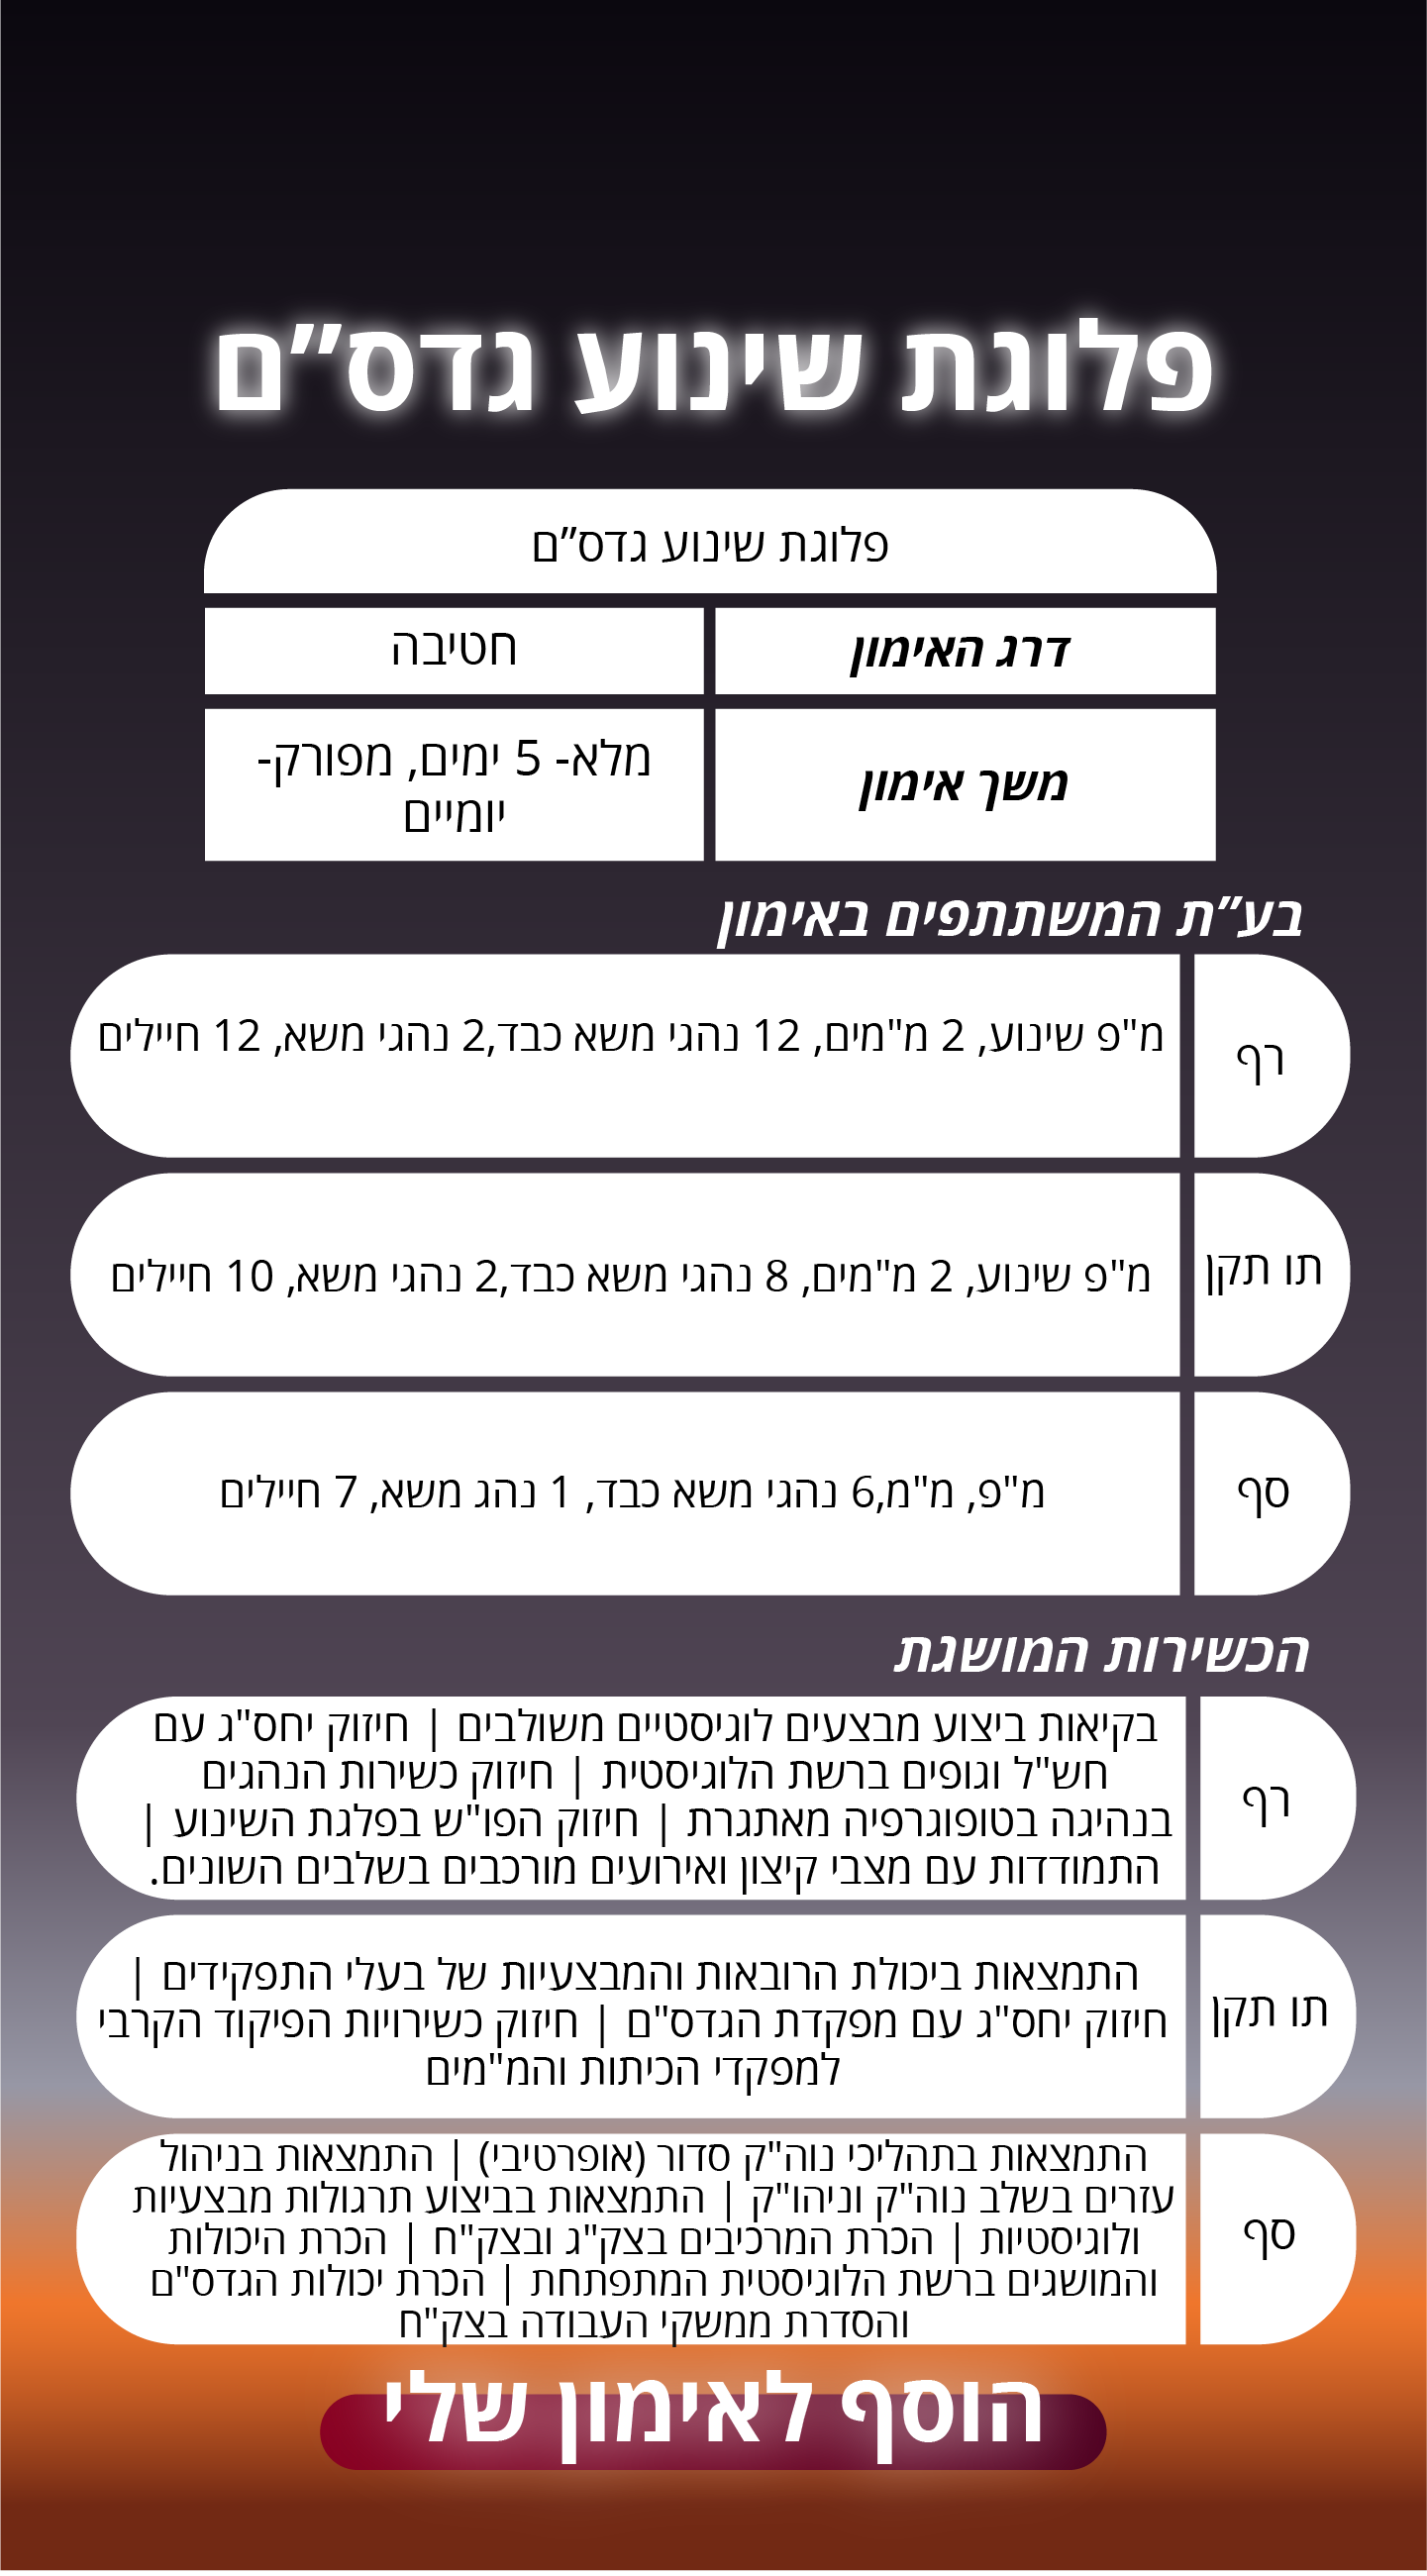 פלוגת שינוע גדס”ם
פלוגת שינוע גדס”ם
דרג האימון
חטיבה
משך אימון
מלא- 5 ימים, מפורק-
יומיים
בע”ת המשתתפים באימון
רף
מ"פ שינוע, 2 מ"מים, 12 נהגי משא כבד,2 נהגי משא, 12 חיילים
תו תקן
מ"פ שינוע, 2 מ"מים, 8 נהגי משא כבד,2 נהגי משא, 10 חיילים
סף
מ"פ, מ"מ,6 נהגי משא כבד, 1 נהג משא, 7 חיילים
הכשירות המושגת
רף
בקיאות ביצוע מבצעים לוגיסטיים משולבים | חיזוק יחס"ג עם
חש"ל וגופים ברשת הלוגיסטית | חיזוק כשירות הנהגים
בנהיגה בטופוגרפיה מאתגרת | חיזוק הפו"ש בפלגת השינוע |
התמודדות עם מצבי קיצון ואירועים מורכבים בשלבים השונים.
תו תקן
התמצאות ביכולת הרובאות והמבצעיות של בעלי התפקידים |
חיזוק יחס"ג עם מפקדת הגדס"ם | חיזוק כשירויות הפיקוד הקרבי
למפקדי הכיתות והמ"מים
סף
התמצאות בתהליכי נוה"ק סדור (אופרטיבי) | התמצאות בניהול
עזרים בשלב נוה"ק וניהו"ק | התמצאות בביצוע תרגולות מבצעיות
ולוגיסטיות | הכרת המרכיבים בצק"ג ובצק"ח | הכרת היכולות
והמושגים ברשת הלוגיסטית המתפתחת | הכרת יכולות הגדס"ם
והסדרת ממשקי העבודה בצק"ח
הוסף לאימון שלי